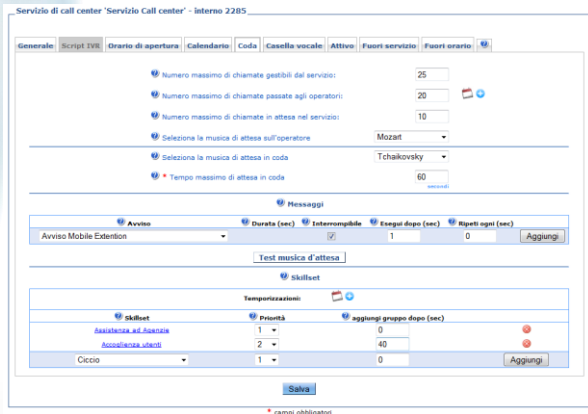 Servizio di call center 'Servizio Call center' - interno 2285
Generale Script IVR Orario di apertura Calendario Coda Casella vocale Attivo Fuori servizio Fuori orario
Numero massimo di chiamate gestibili dal servizio: 25
Numero massimo di chiamate passate agli operatori: 20
Numero massimo di chiamate in attesa nel servizio: 10
Seleziona la musica di attesa sull'operatore Mozart
Seleziona la musica di attesa in coda Tchaikovsky
* Tempo massimo di attesa in coda 60
secondi
Messaggi
Avviso Durata (sec) Interrompibile Esegui dopo (sec) Ripeti ogni (sec)
Avviso Mobile Extention 1 0 Aggiungi
Test musica d'attesa
Skillset
Temporizzazioni:
Skillset Priorità aggiungi gruppo dopo (sec)
Assistenza ad Agenzie 1 0
Accoglienza utenti 2 40
Ciccio 1 0 Aggiungi
Salva
* campi obbligatori